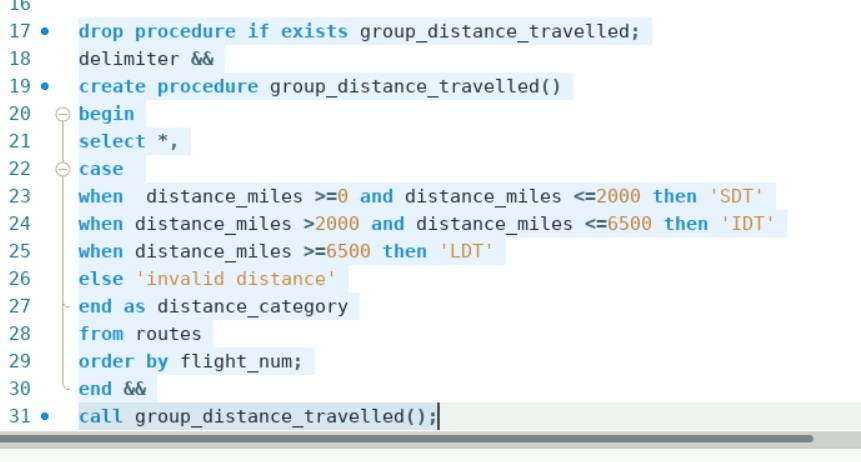 16
17 drop procedure if exists group_distance_travelled;
18 delimiter &&
19 create procedure group_distance_travelled()
20 begin
21 select *,
22 case
23 when  distance_miles >=0 and distance_miles <=2000 then 'SDT'
24 when distance_miles >2000 and distance_miles <=6500 then 'IDT'
25 when distance_miles >=6500 then 'LDT'
26 else 'invalid distance'
27 end as distance_category
28 from routes
29 order by flight_num;
30 end &&
31 call group_distance_travelled();